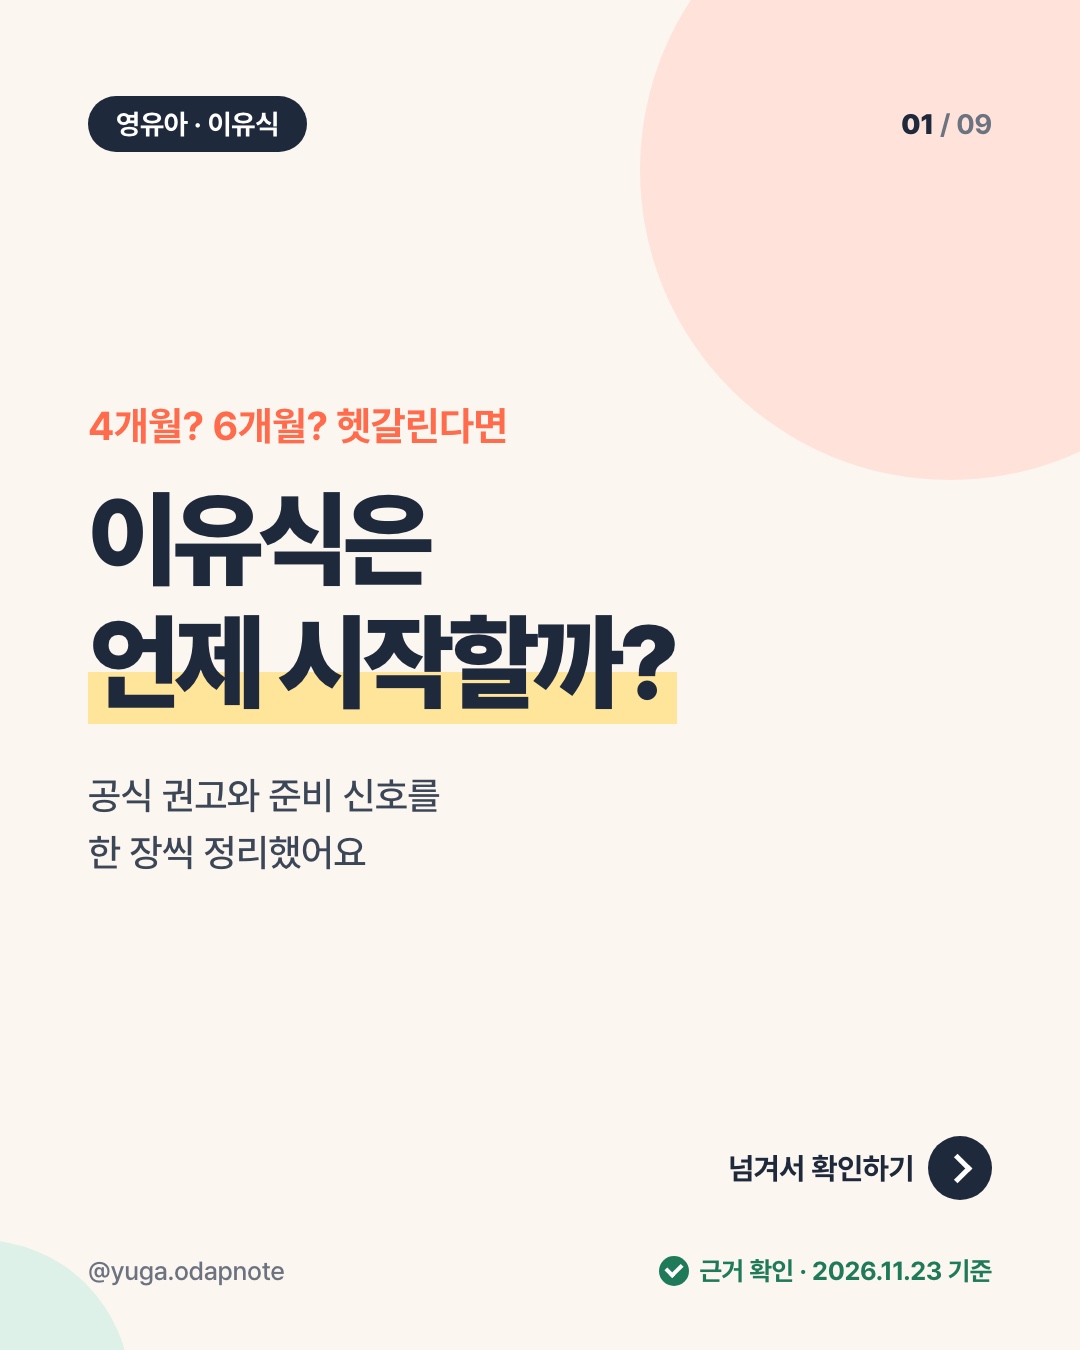 영유아 · 이유식
01 / 09
4개월? 6개월? 헷갈린다면
이유식은
언제 시작할까?
공식 권고와 준비 신호를
한 장씩 정리했어요
넘겨서 확인하기
@yuga.odapnote
근거 확인 · 2026.11.23 기준